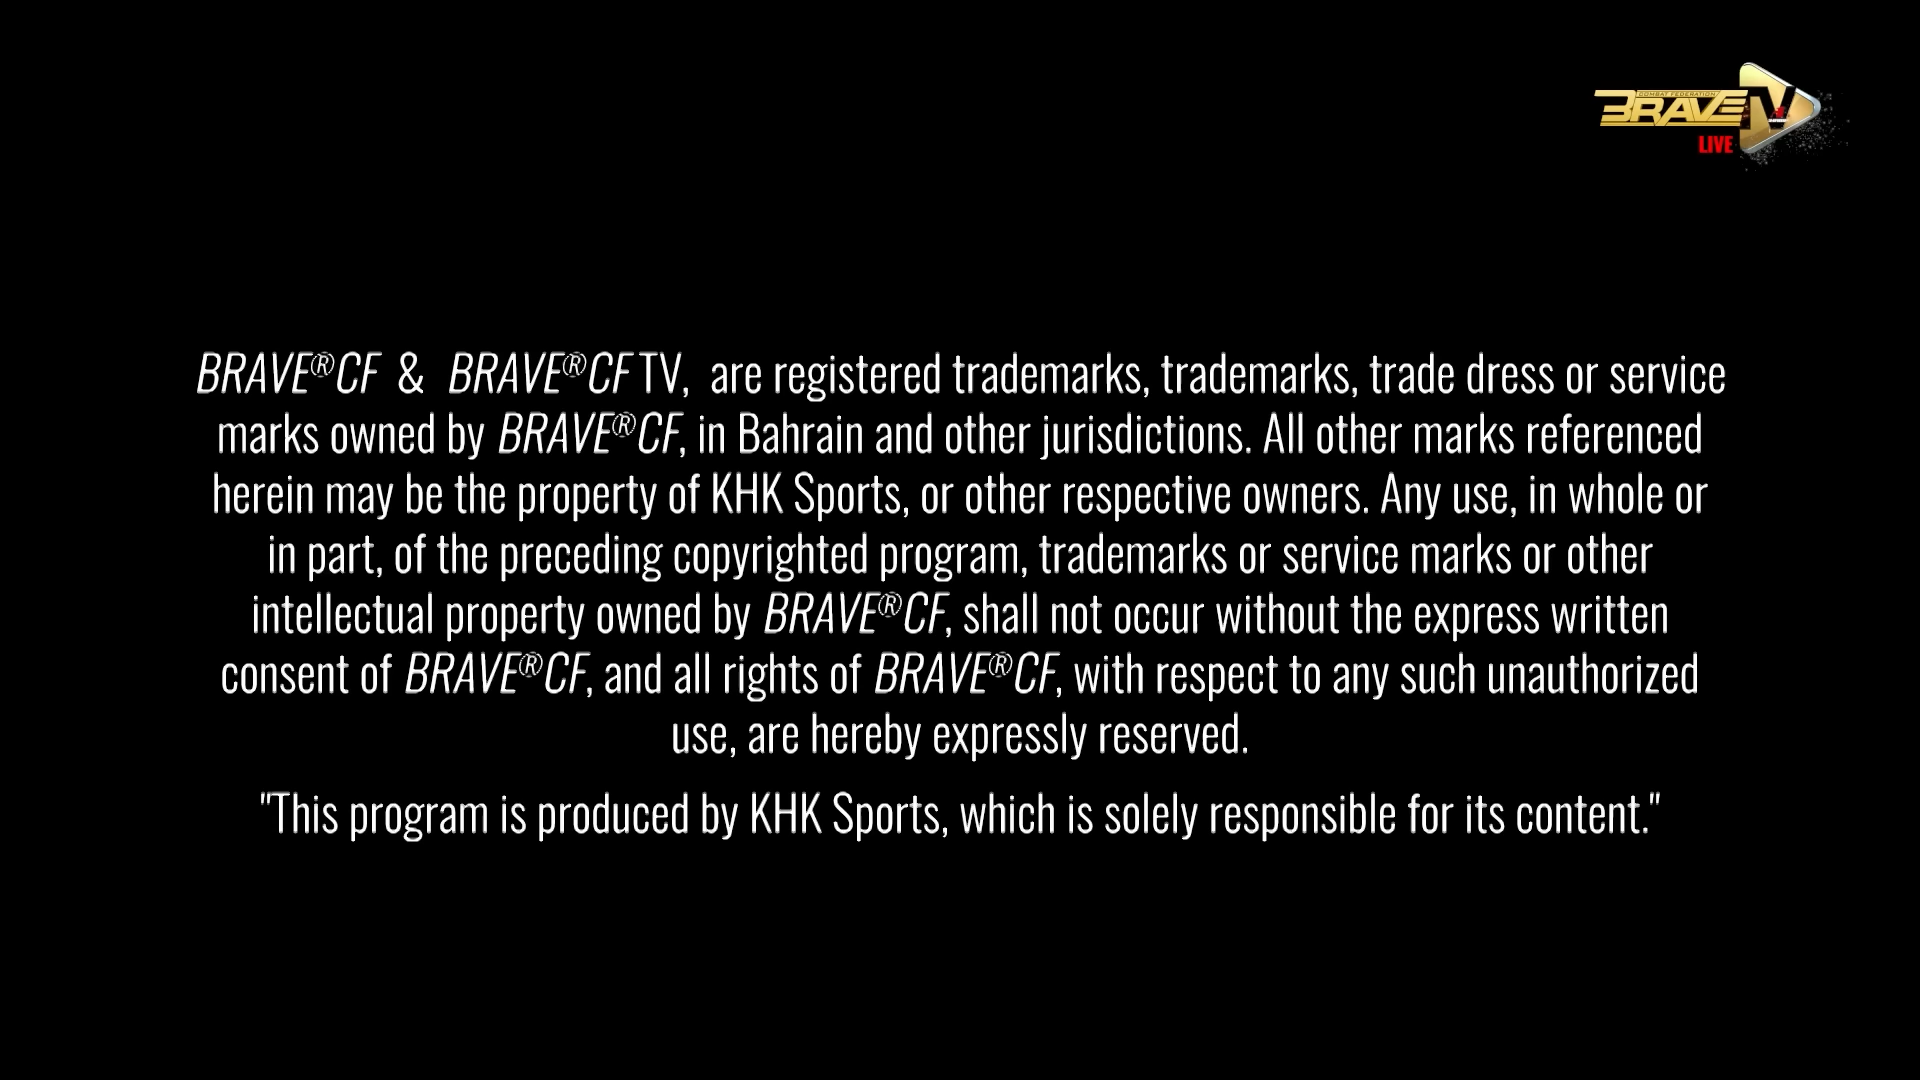 COMBAT FEDERATION
BRAVE TV
LIVE
BRAVE®CF & BRAVE®CF TV, are registered trademarks, trademarks, trade dress or service
marks owned by BRAVE®CF, in Bahrain and other jurisdictions. All other marks referenced
herein may be the property of KHK Sports, or other respective owners. Any use, in whole or
in part, of the preceding copyrighted program, trademarks or service marks or other
intellectual property owned by BRAVE®CF, shall not occur without the express written
consent of BRAVE®CF, and all rights of BRAVE®CF, with respect to any such unauthorized
use, are hereby expressly reserved.
"This program is produced by KHK Sports, which is solely responsible for its content."